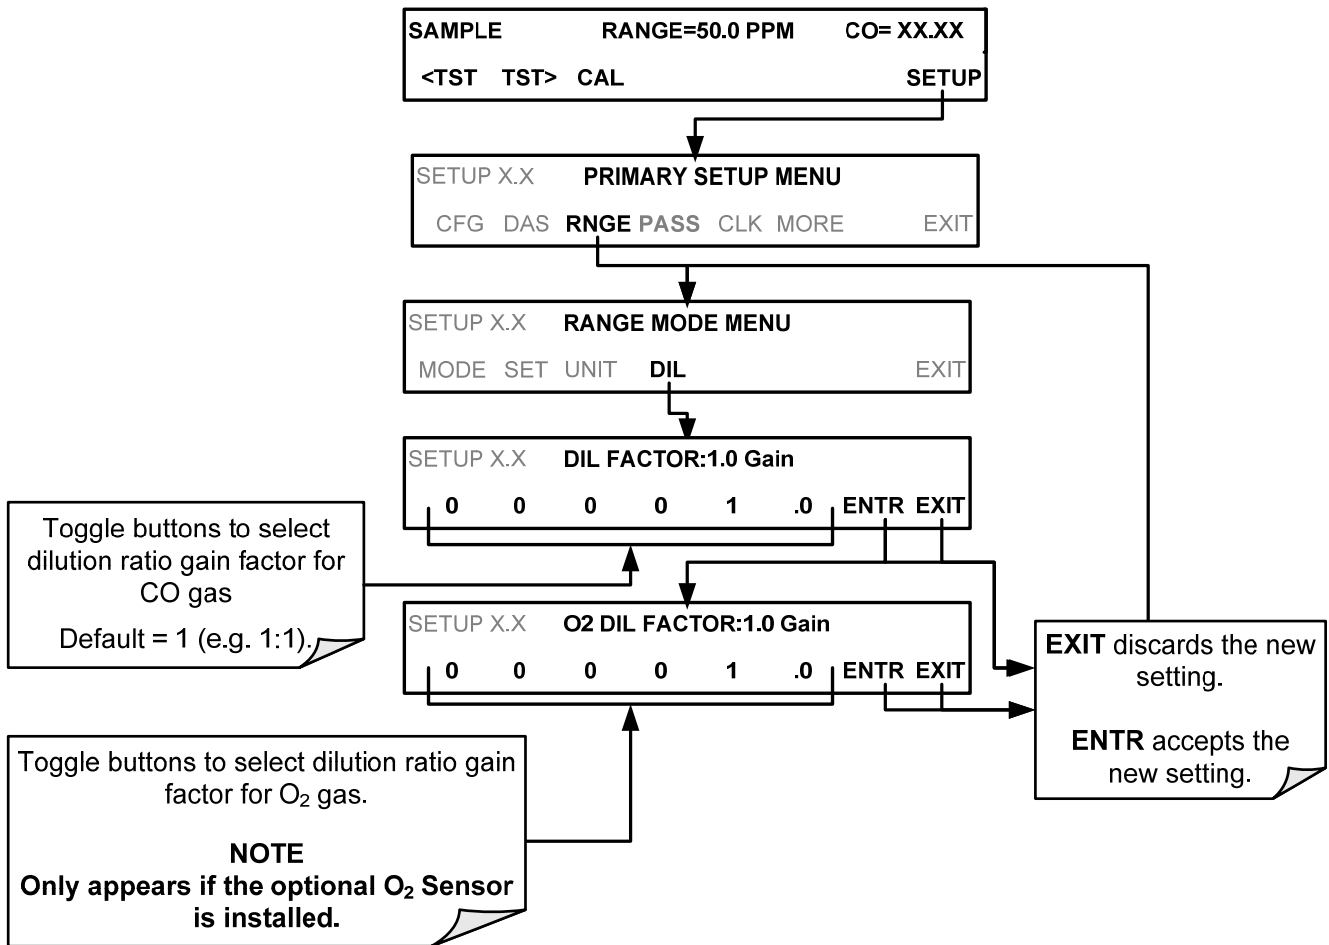 SAMPLE RANGE=50.0 PPM CO= XX.XX
<TST TST> CAL SETUP
SETUP X.X PRIMARY SETUP MENU
CFG DAS RNGE PASS CLK MORE EXIT
SETUP X.X RANGE MODE MENU
MODE SET UNIT DIL EXIT
SETUP X.X DIL FACTOR:1.0 Gain
0 0 0 0 1 .0 ENTR EXIT
Toggle buttons to select
dilution ratio gain factor for
CO gas
Default = 1 (e.g. 1:1).
SETUP X.X O2 DIL FACTOR:1.0 Gain
0 0 0 0 1 .0 ENTR EXIT
EXIT discards the new
setting.
ENTR accepts the
new setting.
Toggle buttons to select dilution ratio gain
factor for O₂ gas.
NOTE
Only appears if the optional O₂ Sensor
is installed.